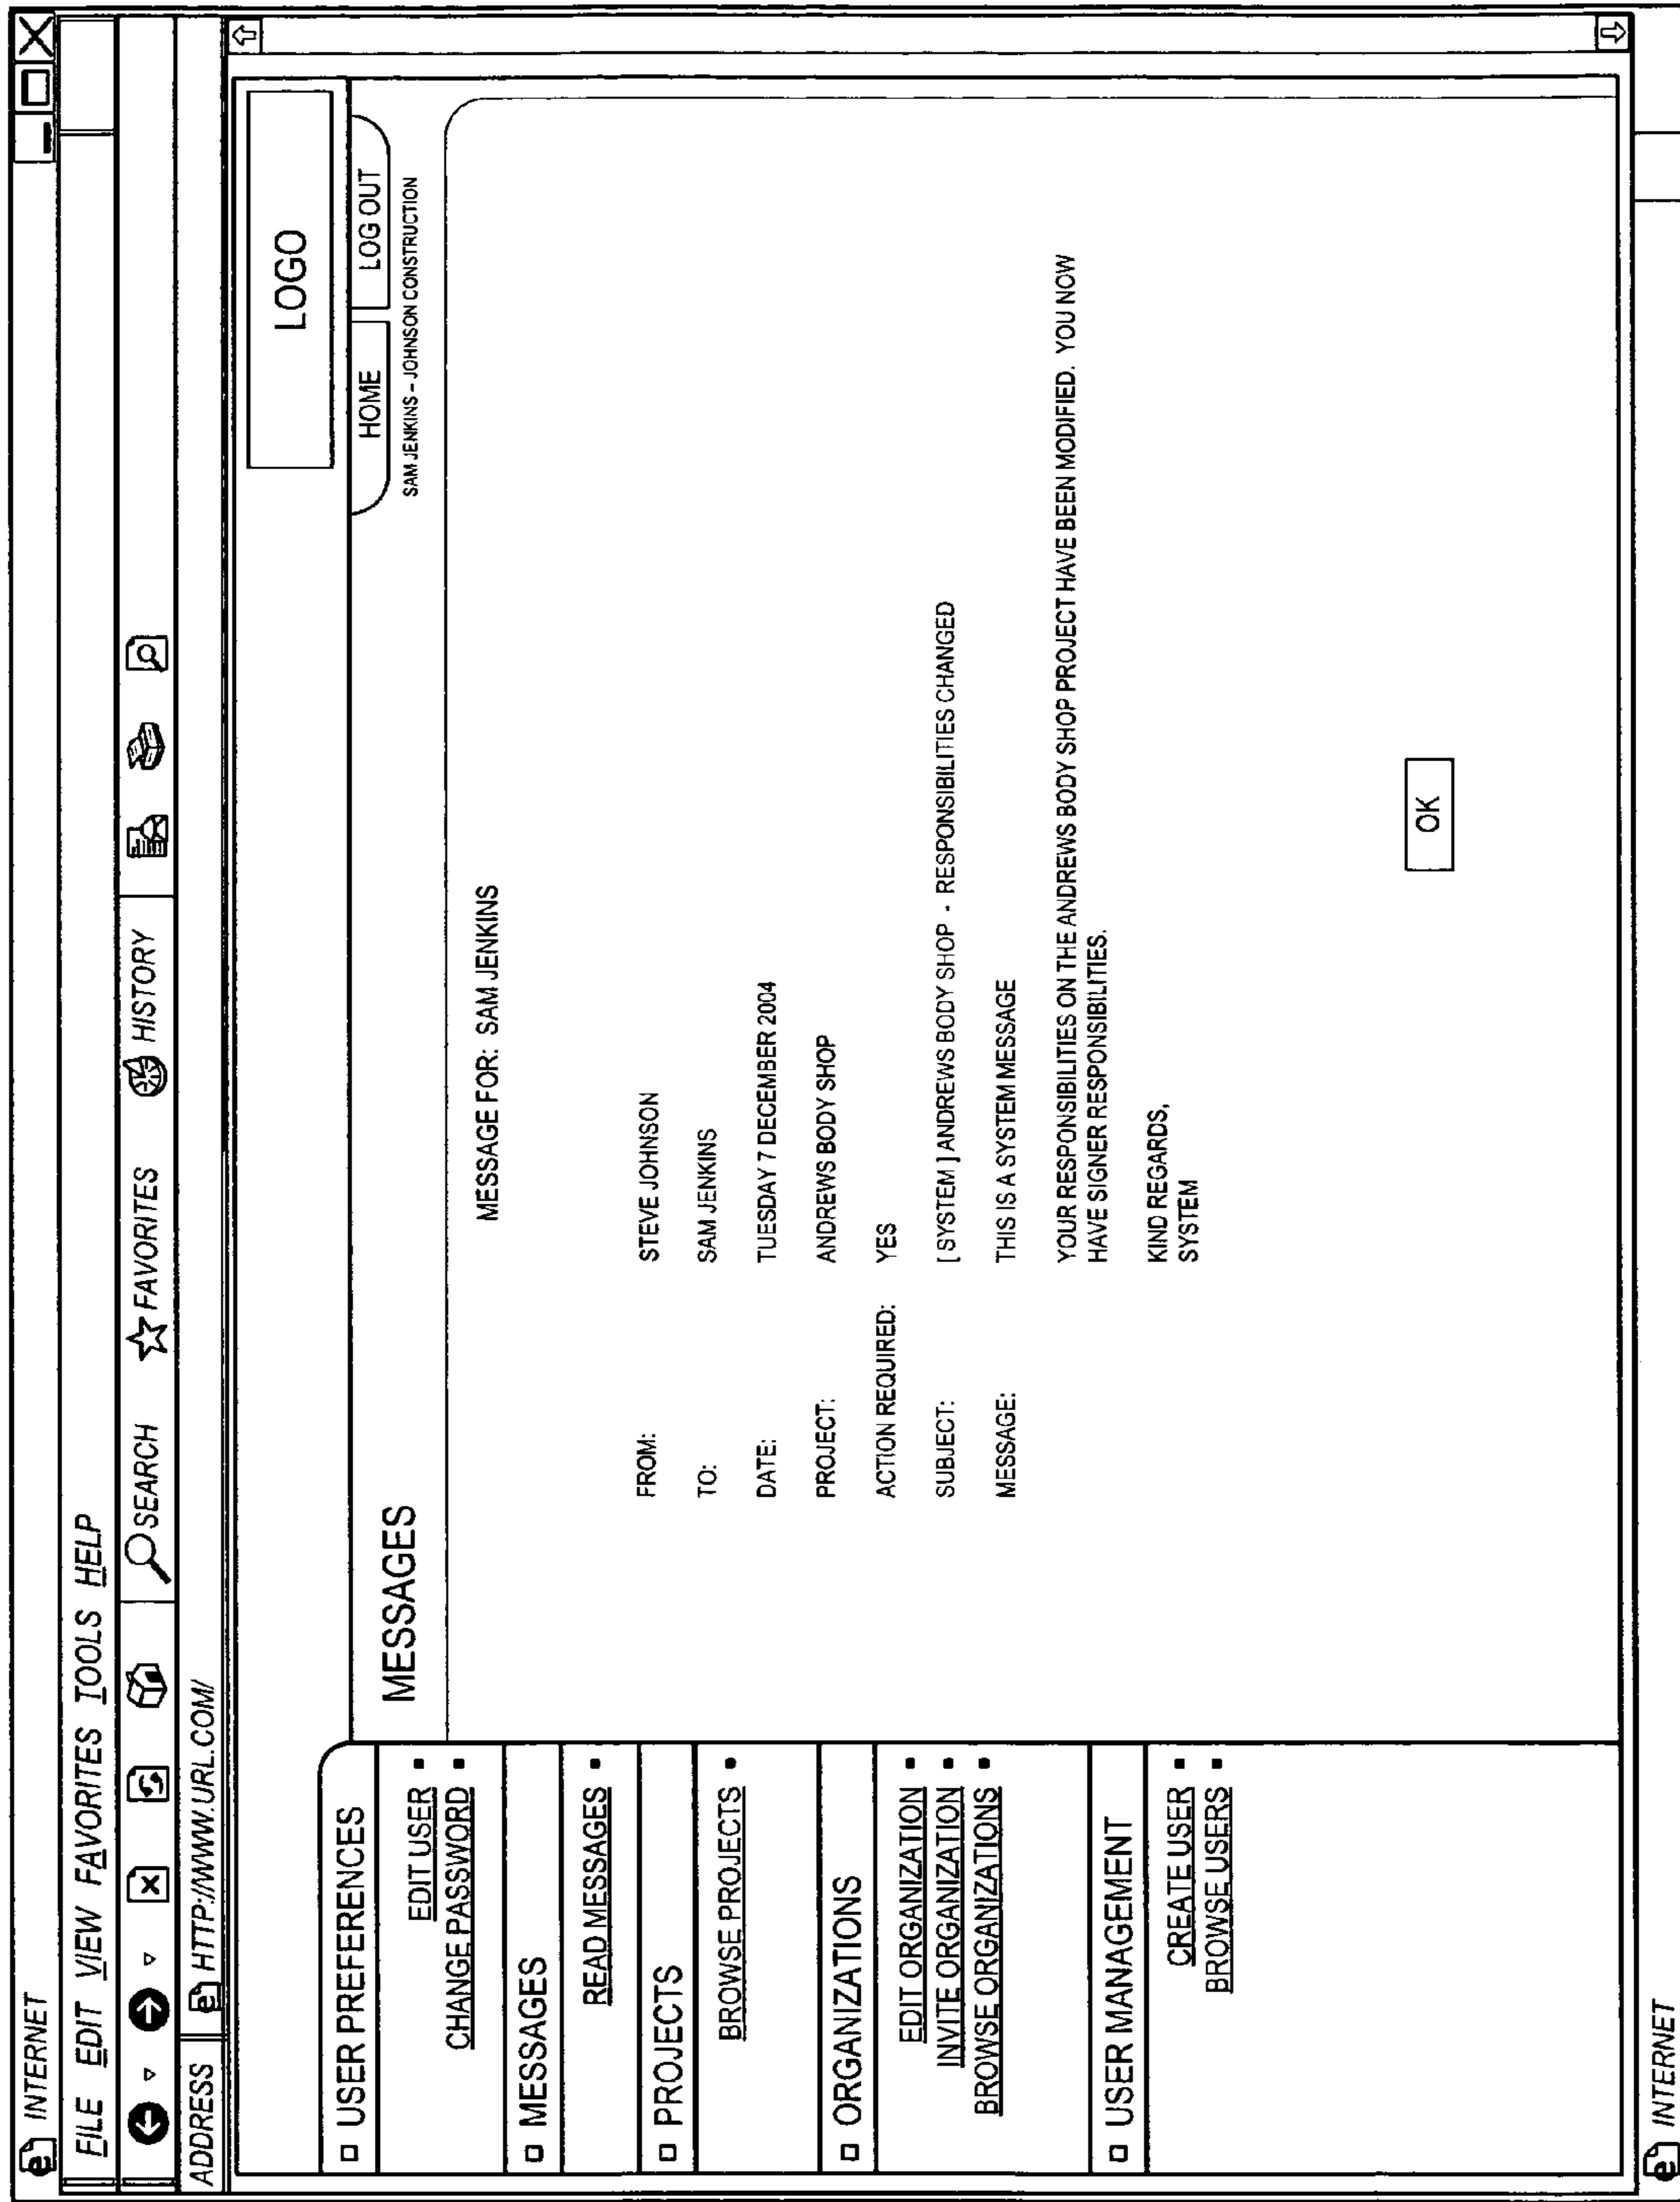 INTERNET
FILE EDIT VIEW FAVORITES TOOLS HELP
SEARCH FAVORITES HISTORY
ADDRESS HTTP://WWW.URL.COM/
LOGO
HOME LOG OUT
SAM JENKINS – JOHNSON CONSTRUCTION
USER PREFERENCES
EDIT USER
CHANGE PASSWORD
MESSAGES
READ MESSAGES
PROJECTS
BROWSE PROJECTS
ORGANIZATIONS
EDIT ORGANIZATION
INVITE ORGANIZATION
BROWSE ORGANIZATIONS
USER MANAGEMENT
CREATE USER
BROWSE USERS
MESSAGES
MESSAGE FOR: SAM JENKINS
FROM: STEVE JOHNSON
TO: SAM JENKINS
DATE: TUESDAY 7 DECEMBER 2004
PROJECT: ANDREWS BODY SHOP
ACTION REQUIRED: YES
SUBJECT: [ SYSTEM ] ANDREWS BODY SHOP - RESPONSIBILITIES CHANGED
MESSAGE: THIS IS A SYSTEM MESSAGE
YOUR RESPONSIBILITIES ON THE ANDREWS BODY SHOP PROJECT HAVE BEEN MODIFIED. YOU NOW
HAVE SIGNER RESPONSIBILITIES.
KIND REGARDS,
SYSTEM
OK
INTERNET